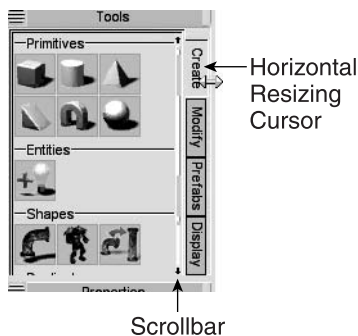 Tools
Primitives
Create
Horizontal
Resizing
Cursor
Modify
Entities
Prefabs
Shapes
Display
Scrollbar